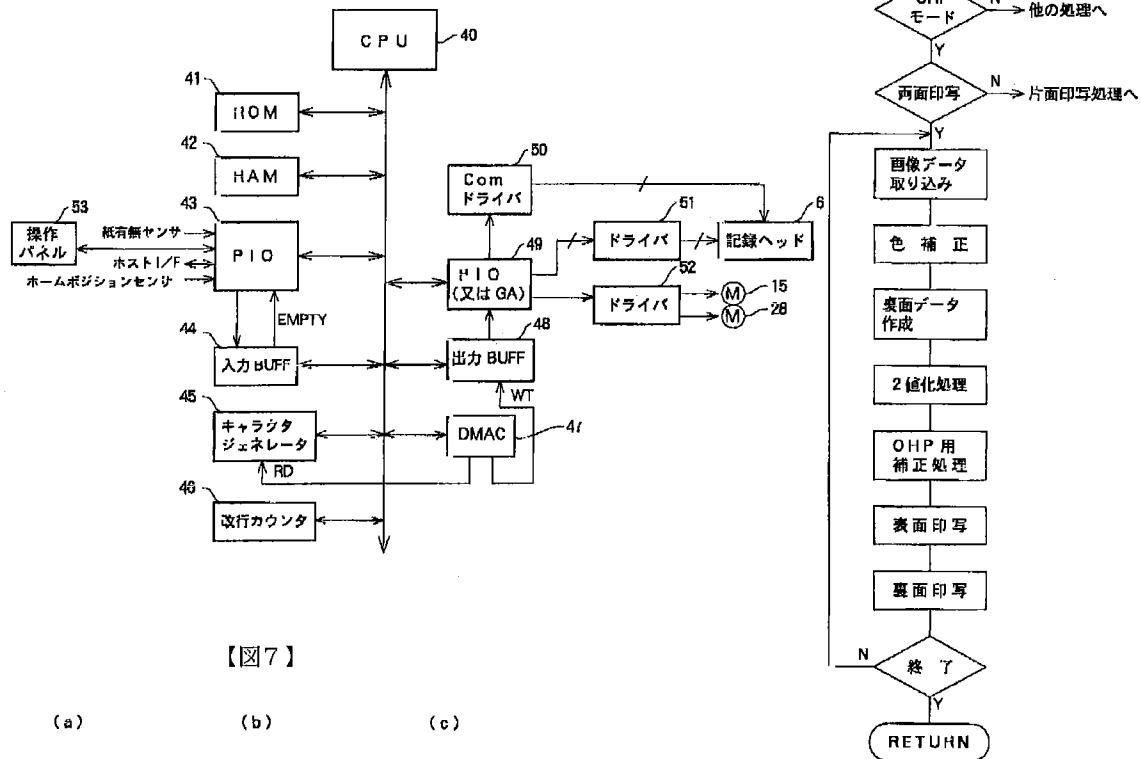 CPU
40
41
ROM
42
RAM
53
操作
パネル
43
紙有無センサ
ホストI/F
ホームポジションセンサ
PIO
EMPTY
44
入力BUFF
45
キャラクタ
ジェネレータ
RD
46
改行カウンタ
50
Com
ドライバ
51
ドライバ
6
記録ヘッド
49
PIO
(又はGA)
52
ドライバ
M
15
M
28
48
出力BUFF
WT
DMAC
47
【図7】
(a)
(b)
(c)
モード
N
他の処理へ
Y
両面印写
N
片面印写処理へ
Y
画像データ
取り込み
色補正
裏面データ
作成
2値化処理
OHP用
補正処理
表面印写
裏面印写
N
終了
Y
RETURN